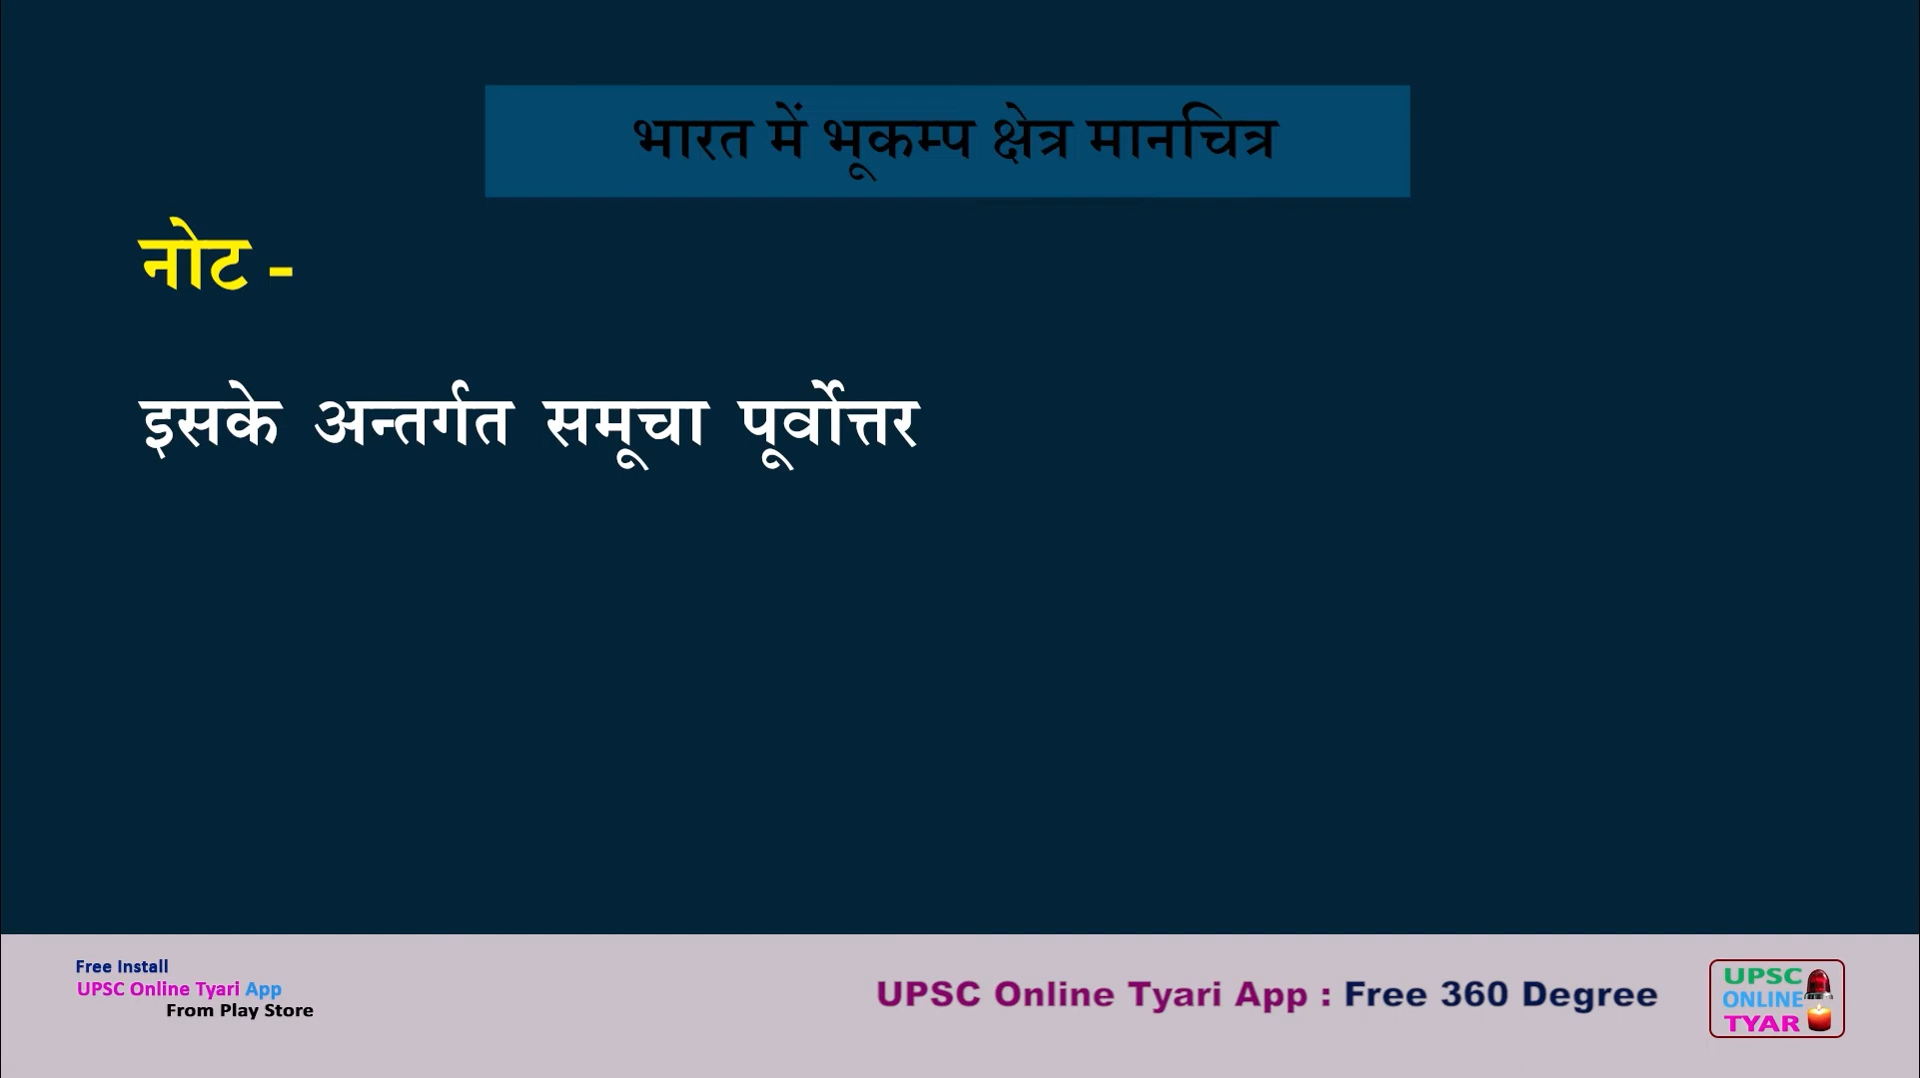 भारत में भूकम्प क्षेत्र मानचित्र
नोट -
इसके अन्तर्गत समूचा पूर्वोत्तर
Free Install
UPSC Online Tyari App
From Play Store
UPSC Online Tyari App : Free 360 Degree
UPSC
ONLINE
TYAR